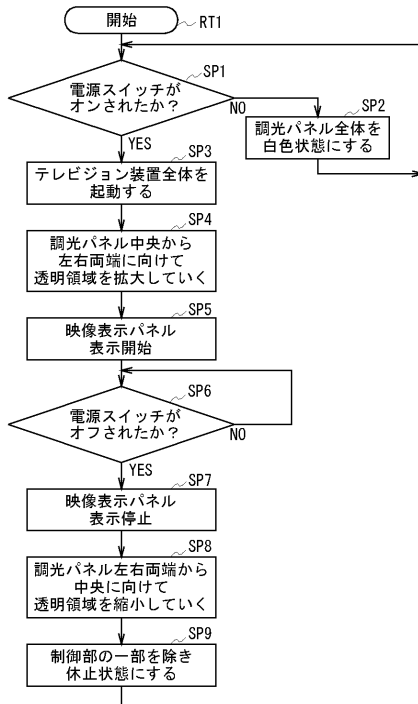 開始
RT1
電源スイッチが
オンされたか?
SP1
NO
YES
調光パネル全体を
白色状態にする
SP2
テレビジョン装置全体を
起動する
SP3
調光パネル中央から
左右両端に向けて
透明領域を拡大していく
SP4
映像表示パネル
表示開始
SP5
電源スイッチが
オフされたか?
SP6
NO
YES
映像表示パネル
表示停止
SP7
調光パネル左右両端から
中央に向けて
透明領域を縮小していく
SP8
制御部の一部を除き
休止状態にする
SP9